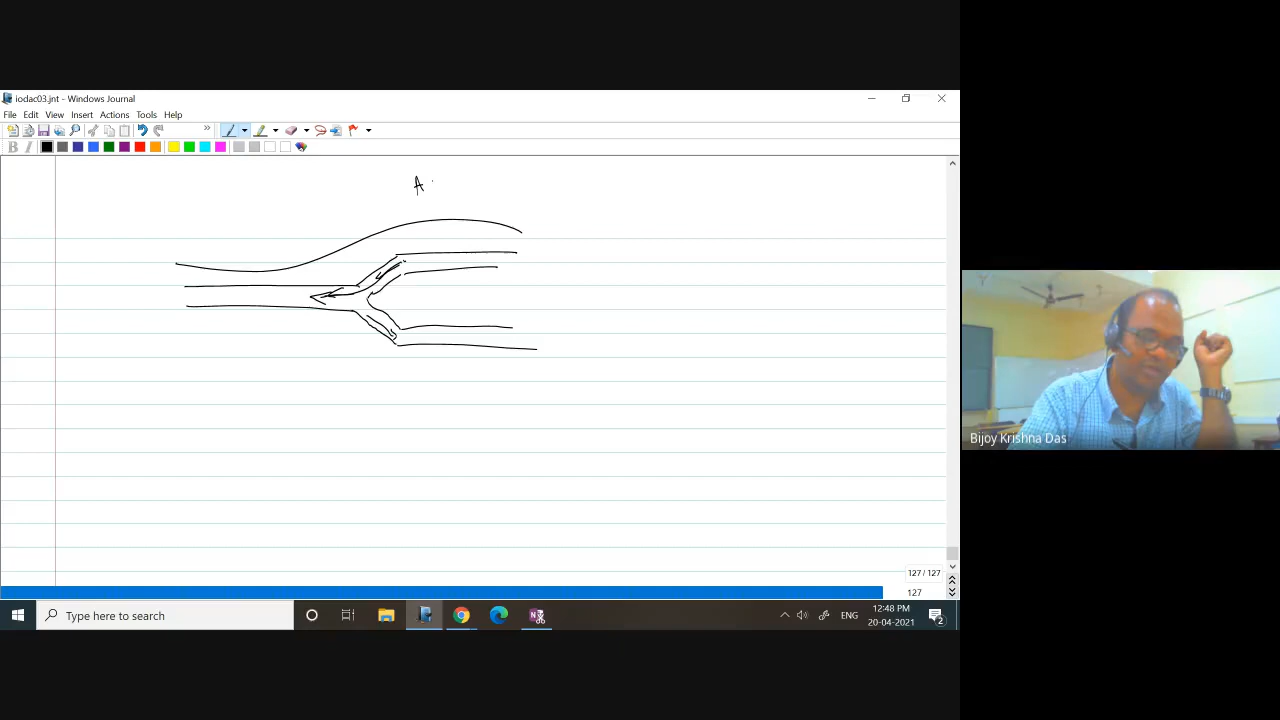 iodac03.jnt - Windows Journal
File Edit View Insert Actions Tools Help
B I
A
Bijoy Krishna Das
127 / 127
127
Type here to search
ENG
12:48 PM
20-04-2021
2